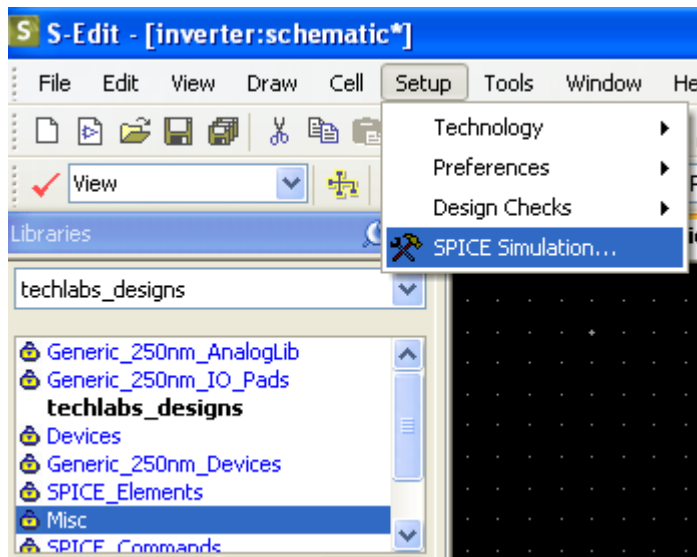 S-Edit - [inverter:schematic*]
File Edit View Draw Cell Setup Tools Window
Technology
Preferences
Design Checks
SPICE Simulation...
View
Libraries
techlabs_designs
Generic_250nm_AnalogLib
Generic_250nm_IO_Pads
techlabs_designs
Devices
Generic_250nm_Devices
SPICE_Elements
Misc
SPICE_Commands